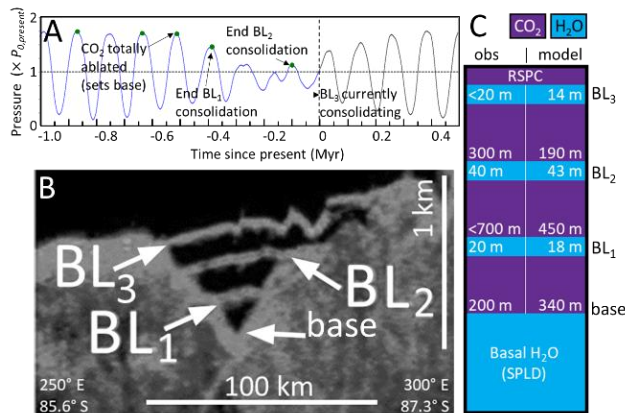 A
Pressure (× P0,present)
2
1
0
CO2 totally
ablated
(sets base)
End BL2
consolidation
End BL1
consolidation
BL3 currently
consolidating
-1.0 -0.8 -0.6 -0.4 -0.2 0 0.2 0.4
Time since present (Myr)
B
BL3
BL1
BL2
base
1 km
100 km
250° E
85.6° S
300° E
87.3° S
C
CO2 H2O
obs model
RSPC
<20 m 14 m BL3
300 m 190 m
40 m 43 m BL2
<700 m 450 m
20 m 18 m BL1
200 m 340 m base
Basal H2O
(SPLD)